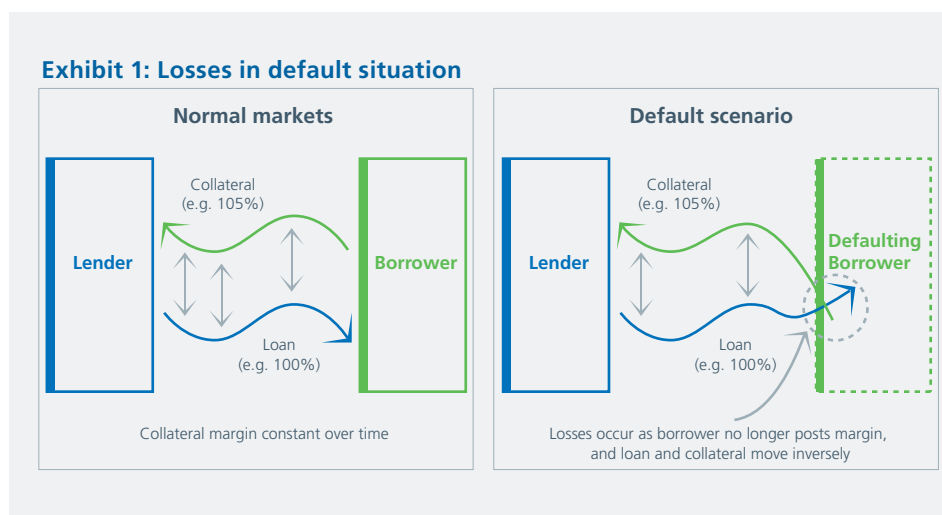 Exhibit 1: Losses in default situation
Normal markets
Collateral
(e.g. 105%)
Lender
Borrower
Loan
(e.g. 100%)
Collateral margin constant over time
Default scenario
Collateral
(e.g. 105%)
Lender
Defaulting
Borrower
Loan
(e.g. 100%)
Losses occur as borrower no longer posts margin,
and loan and collateral move inversely